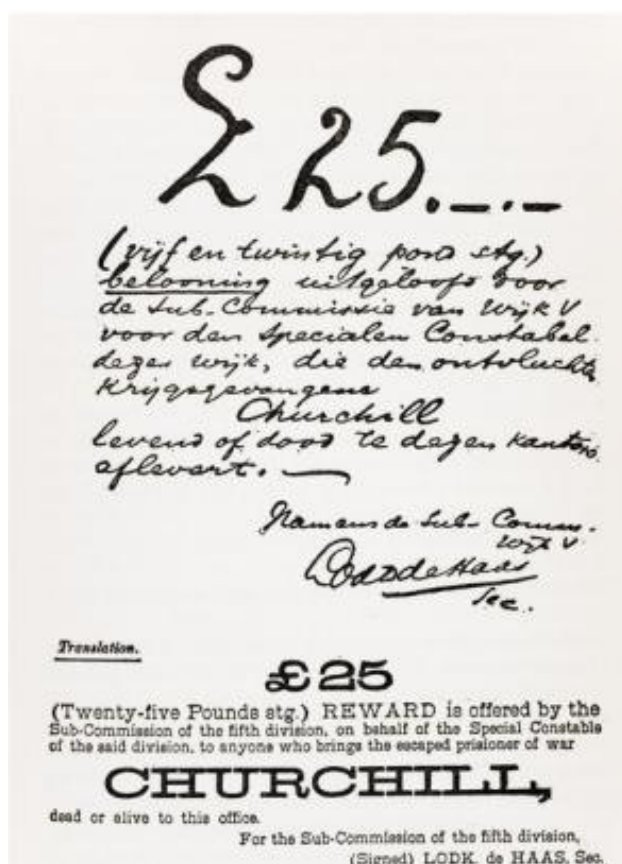 £ 25.–.–
(vijf en twintig pond stg.)
belooning uitgeloofd door
de Sub-Commissie van Wijk V
voor den specialen Constabel
dezer wijk, die den ontvluchte
Krijgsgevangene
Churchill
levend of dood te dezen kantore
aflevert.
Namens de Sub-Comm.
Wijk V
Lodk de Haas
Sec.
Translation.
£25
(Twenty-five Pounds stg.) REWARD is offered by the
Sub-Commission of the fifth division, on behalf of the Special Constable
of the said division, to anyone who brings the escaped prisioner of war
CHURCHILL,
dead or alive to this office.
For the Sub-Commission of the fifth division,
(Signed) LODK. de HAAS, Sec.